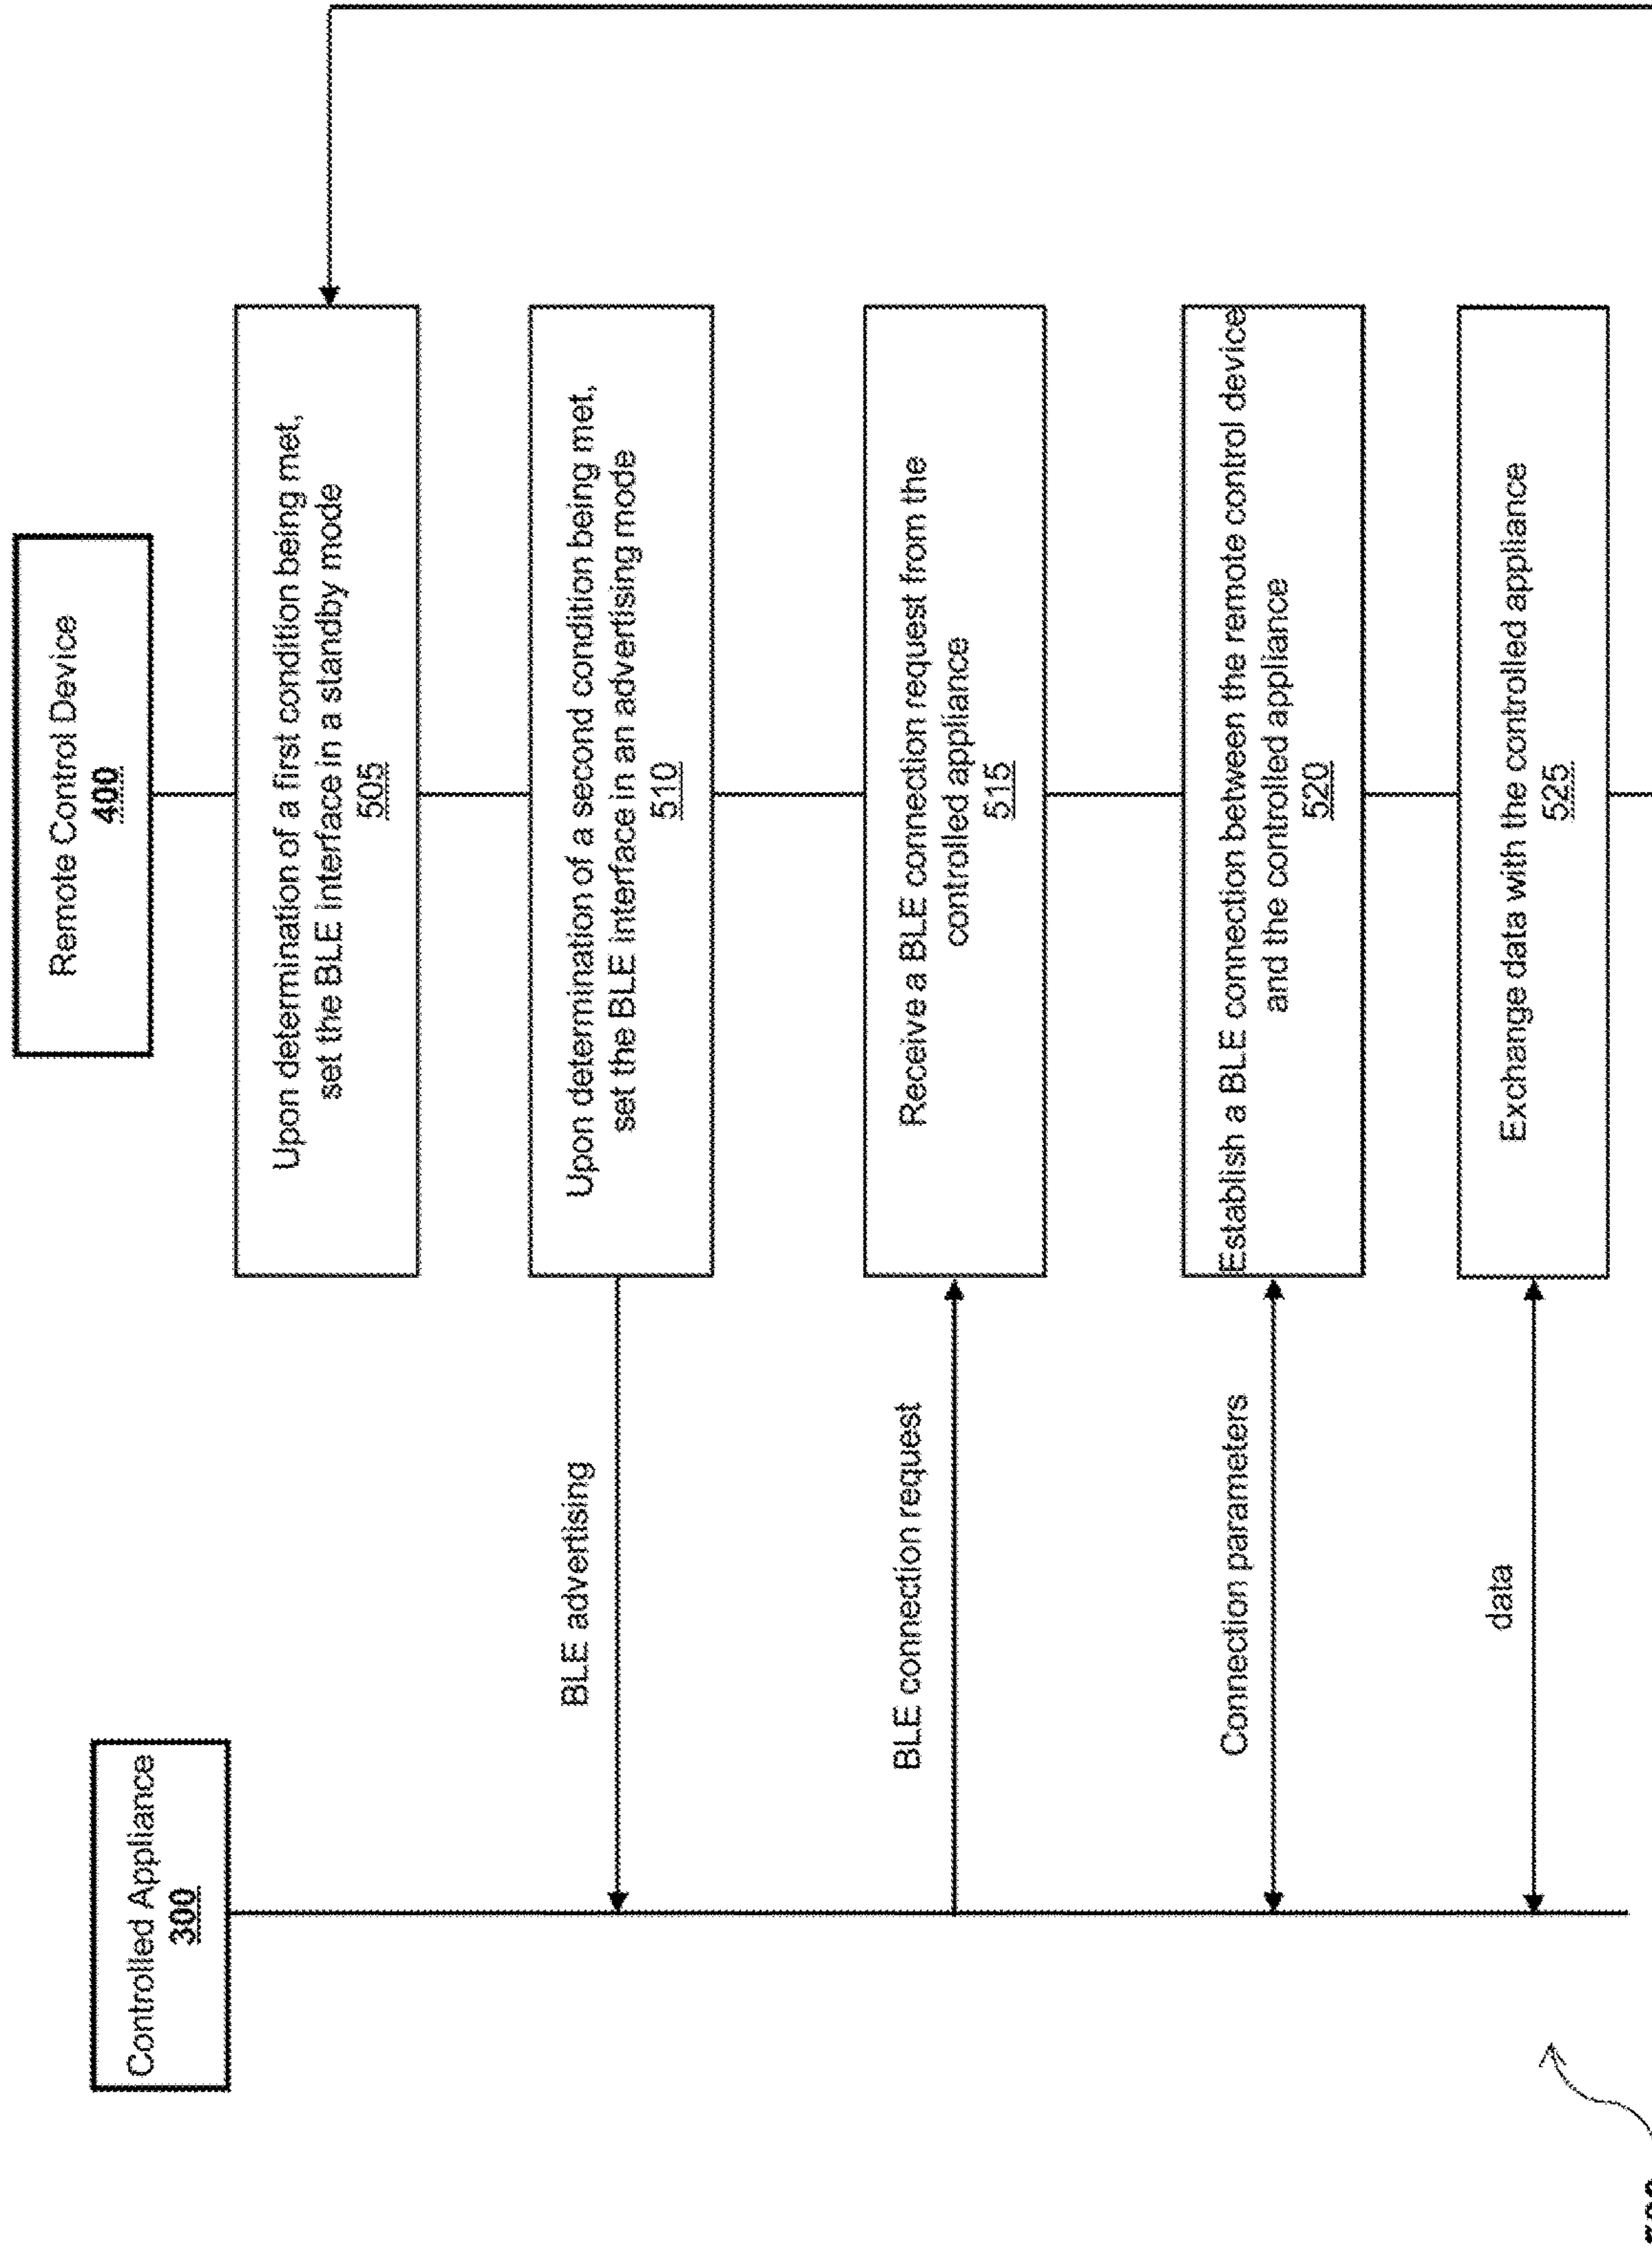 Controlled Appliance
300
Remote Control Device
400
Upon determination of a first condition being met,
set the BLE interface in a standby mode
505
BLE advertising
Upon determination of a second condition being met,
set the BLE interface in an advertising mode
510
BLE connection request
Receive a BLE connection request from the
controlled appliance
515
Connection parameters
Establish a BLE connection between the remote control device
and the controlled appliance
520
data
Exchange data with the controlled appliance
525